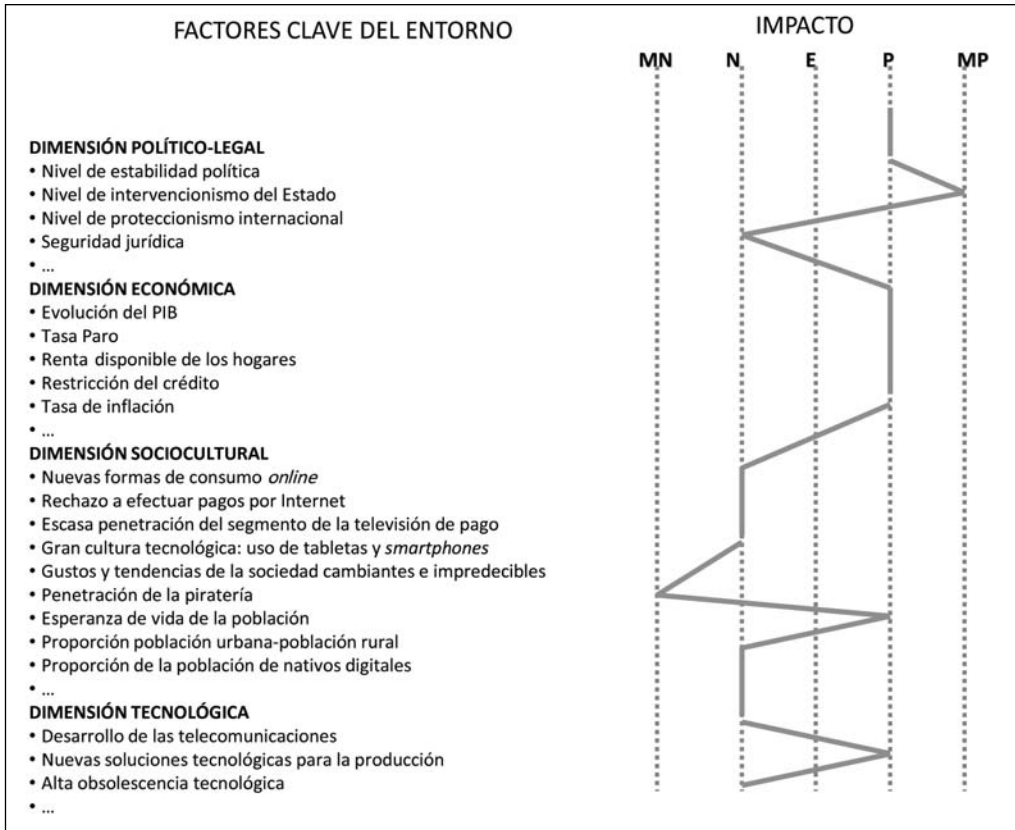 FACTORES CLAVE DEL ENTORNO
IMPACTO
MN N E P MP
DIMENSIÓN POLÍTICO-LEGAL
• Nivel de estabilidad política
• Nivel de intervencionismo del Estado
• Nivel de proteccionismo internacional
• Seguridad jurídica
• ...
DIMENSIÓN ECONÓMICA
• Evolución del PIB
• Tasa Paro
• Renta disponible de los hogares
• Restricción del crédito
• Tasa de inflación
• ...
DIMENSIÓN SOCIOCULTURAL
• Nuevas formas de consumo online
• Rechazo a efectuar pagos por Internet
• Escasa penetración del segmento de la televisión de pago
• Gran cultura tecnológica: uso de tabletas y smartphones
• Gustos y tendencias de la sociedad cambiantes e impredecibles
• Penetración de la piratería
• Esperanza de vida de la población
• Proporción población urbana-población rural
• Proporción de la población de nativos digitales
• ...
DIMENSIÓN TECNOLÓGICA
• Desarrollo de las telecomunicaciones
• Nuevas soluciones tecnológicas para la producción
• Alta obsolescencia tecnológica
• ...